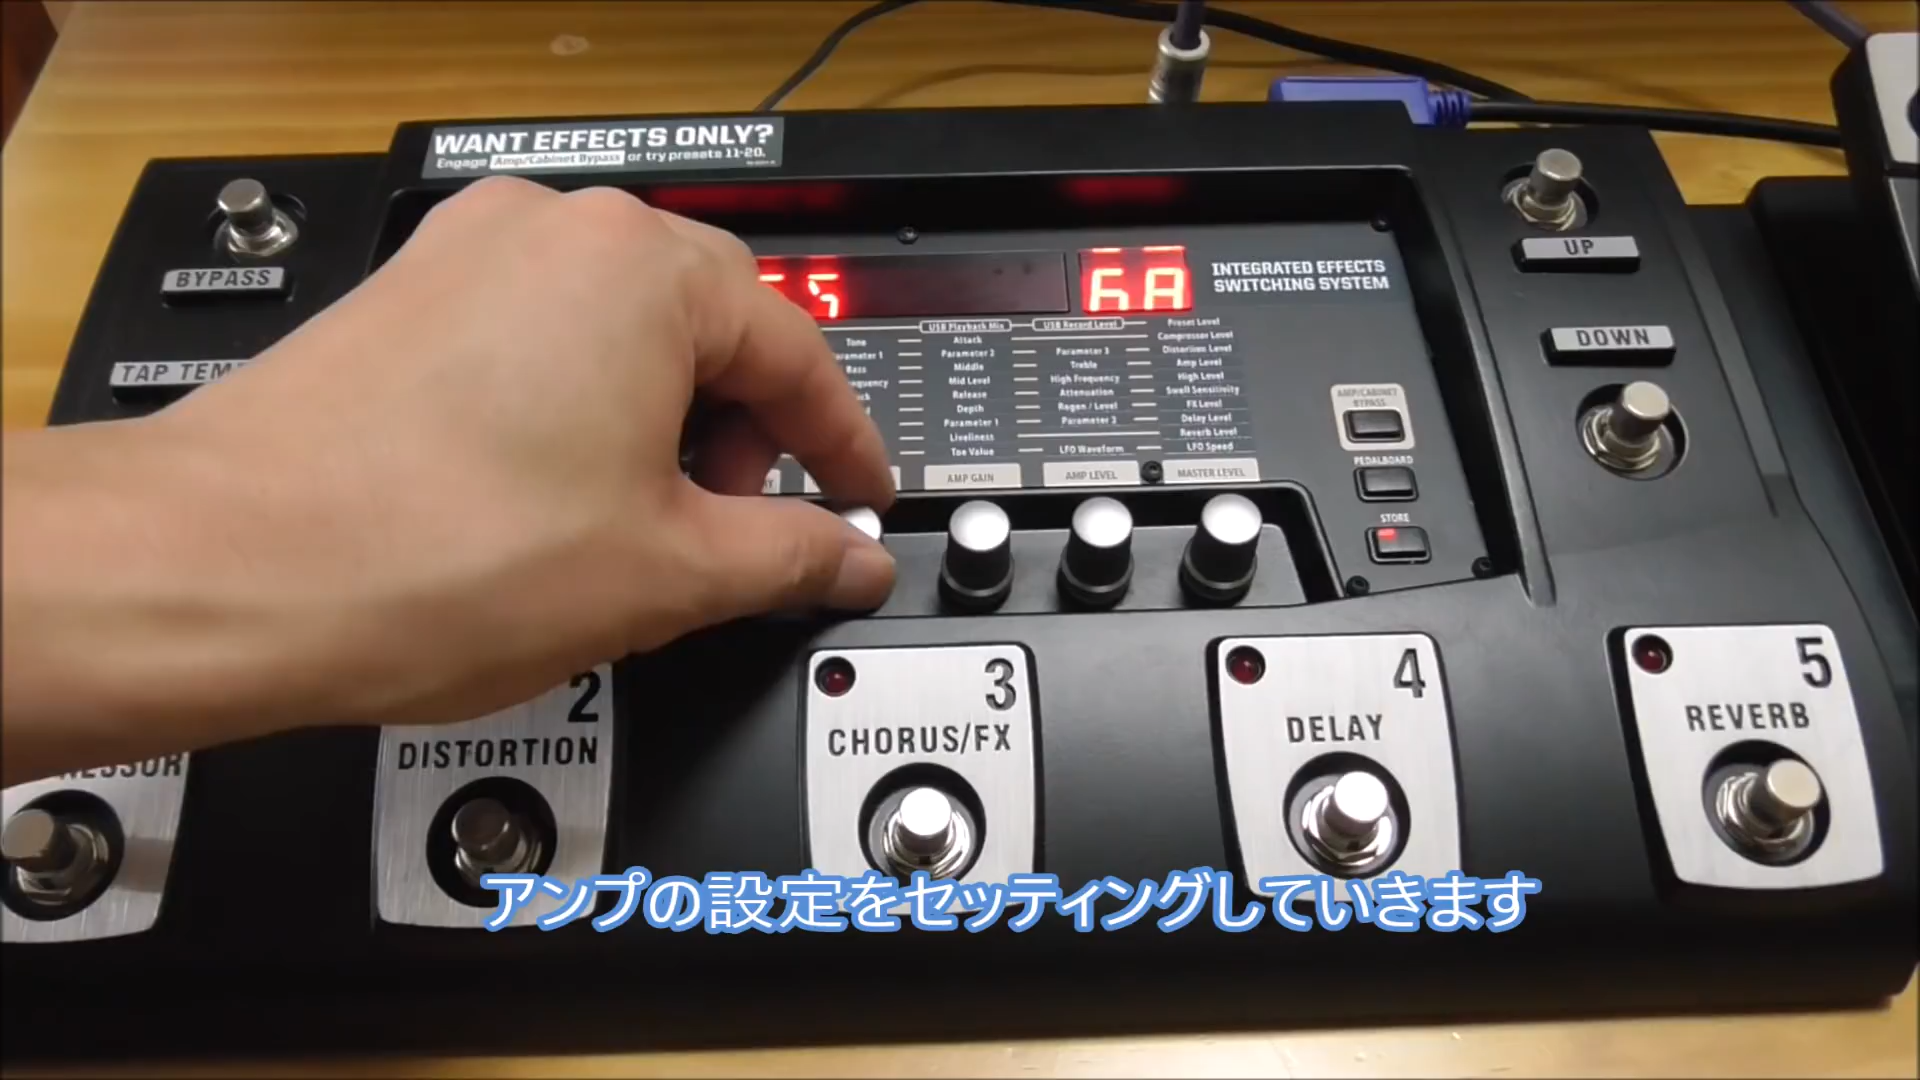 WANT EFFECTS ONLY?
Engage Amp/Cabinet Bypass or try presets 11-20.
BYPASS
TAP TEM
6A
INTEGRATED EFFECTS
SWITCHING SYSTEM
UP
DOWN
USB Playback Mix
USB Record Level
Preset Level
Tone
Attack
Compressor Level
Parameter 2
Parameter 3
Distortion Level
Bass
Middle
Treble
Amp Level
Mid Level
High Frequency
High Level
Release
Attenuation
Swell Sensitivity
Depth
Regen / Level
FX Level
Parameter 1
Parameter 2
Delay Level
Liveliness
Reverb Level
Toe Value
LFO Waveform
LFO Speed
AMP GAIN
AMP LEVEL
MASTER LEVEL
AMP/CABINET
BYPASS
PEDALBOARD
STORE
2
DISTORTION
3
CHORUS/FX
4
DELAY
5
REVERB
アンプの設定をセッティングしていきます